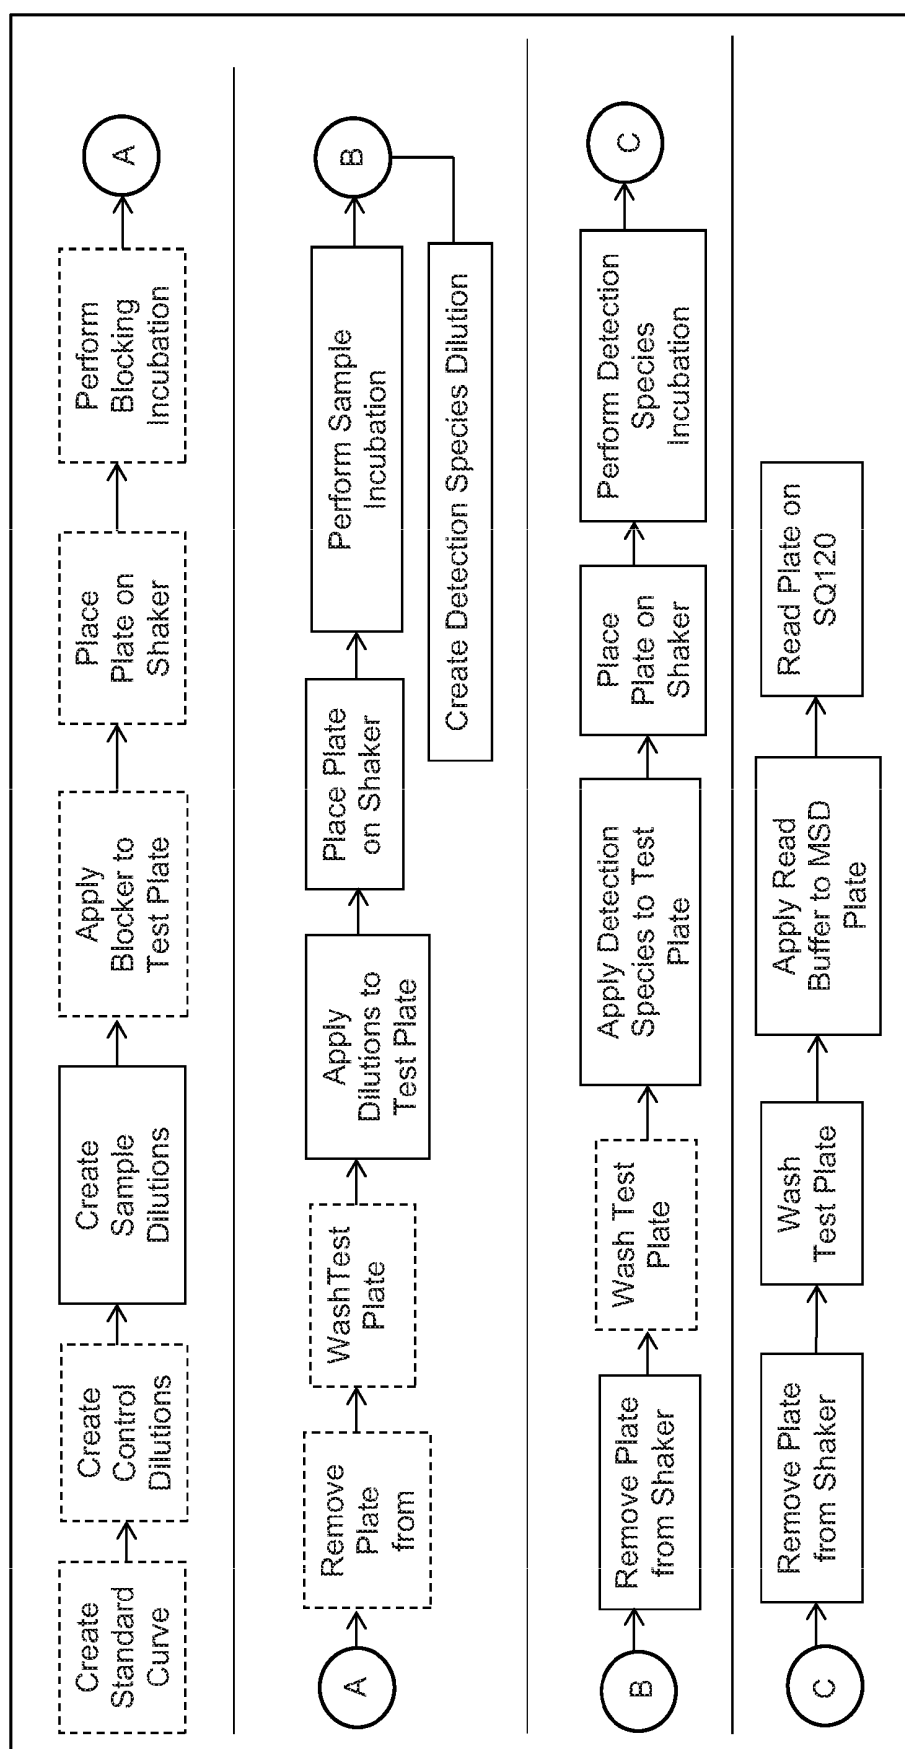 Create
Standard
Curve
Create
Control
Dilutions
Create
Sample
Dilutions
Apply
Blocker to
Test Plate
Place
Plate on
Shaker
Perform
Blocking
Incubation
A
A
Remove
Plate
from
WashTest
Plate
Apply
Dilutions to
Test Plate
Place Plate
on Shaker
Perform Sample
Incubation
B
Create Detection Species Dilution
B
Remove Plate
from Shaker
Wash Test
Plate
Apply Detection
Species to Test
Plate
Place
Plate on
Shaker
Perform Detection
Species
Incubation
C
C
Remove Plate
from Shaker
Wash
Test Plate
Apply Read
Buffer to MSD
Plate
Read Plate on
SQ120